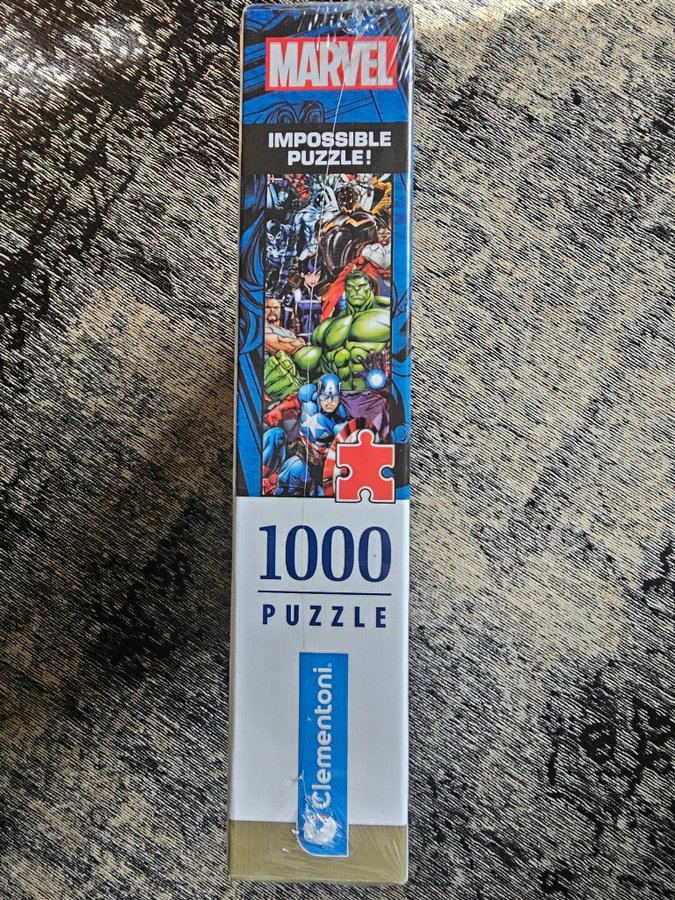 MARVEL
IMPOSSIBLE
PUZZLE!
1000
PUZZLE
Clementoni®